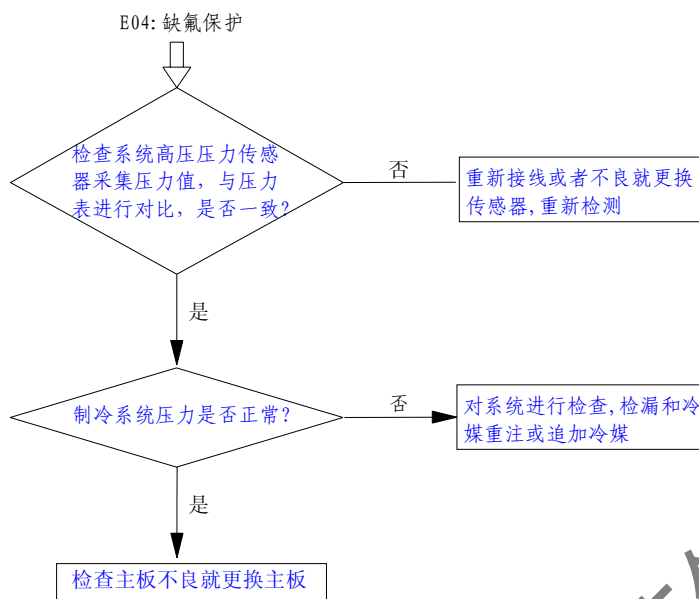 E04:缺氟保护
检查系统高压压力传感
器采集压力值，与压力
表进行对比，是否一致？
否
重新接线或者不良就更换
传感器,重新检测
是
制冷系统压力是否正常？
否
对系统进行检查,检漏和冷
媒重注或追加冷媒
是
检查主板不良就更换主板